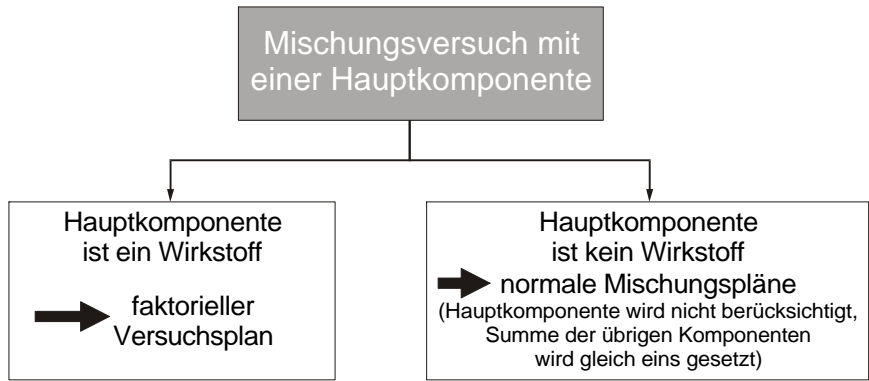 Mischungsversuch mit
einer Hauptkomponente
Hauptkomponente
ist ein Wirkstoff
faktorieller
Versuchsplan
Hauptkomponente
ist kein Wirkstoff
normale Mischungspläne
(Hauptkomponente wird nicht berücksichtigt,
Summe der übrigen Komponenten
wird gleich eins gesetzt)